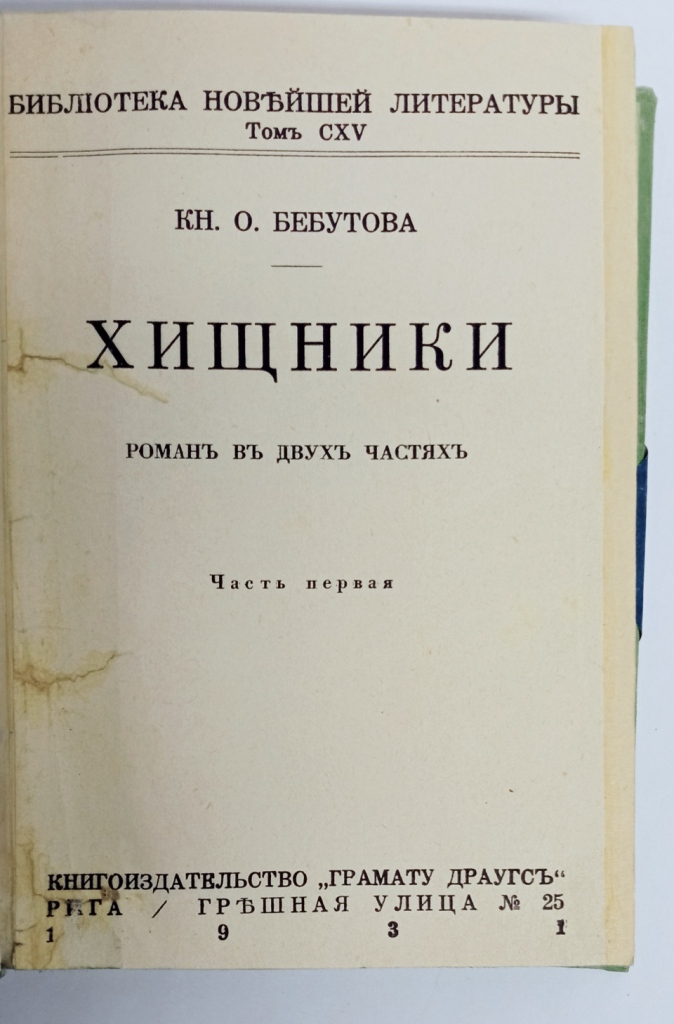 БИБЛІОТЕКА НОВѢЙШЕЙ ЛИТЕРАТУРЫ
Томъ CXV
КН. О. БЕБУТОВА
ХИЩНИКИ
РОМАНЪ ВЪ ДВУХЪ ЧАСТЯХЪ
Часть первая
КНИГОИЗДАТЕЛЬСТВО „ГРАМАТУ ДРАУГСЪ“
РИГА / ГРѢШНАЯ УЛИЦА № 25
1 9 3 1